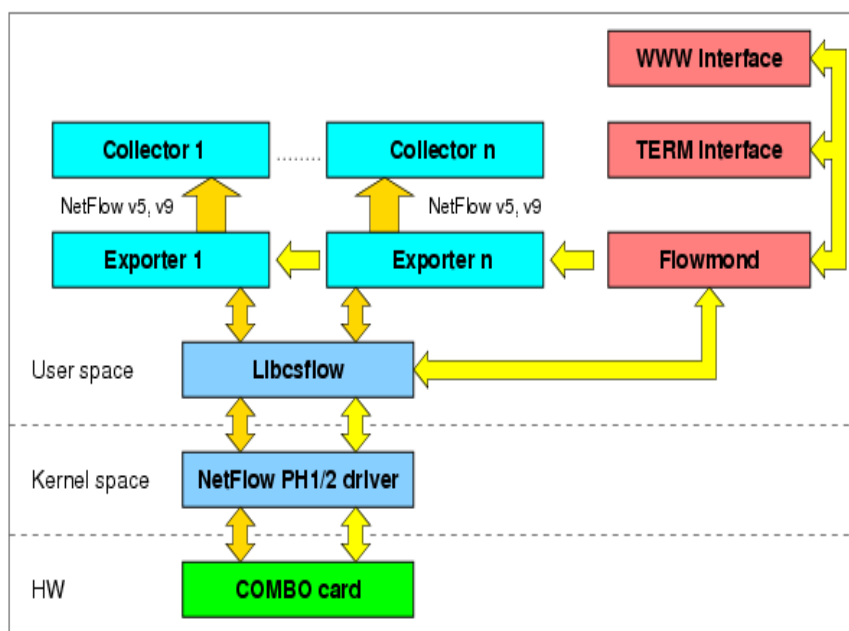 WWW Interface
Collector 1 ........ Collector n
TERM Interface
NetFlow v5, v9
NetFlow v5, v9
Exporter 1
Exporter n
Flowmond
User space
Libcsflow
Kernel space
NetFlow PH1/2 driver
HW
COMBO card